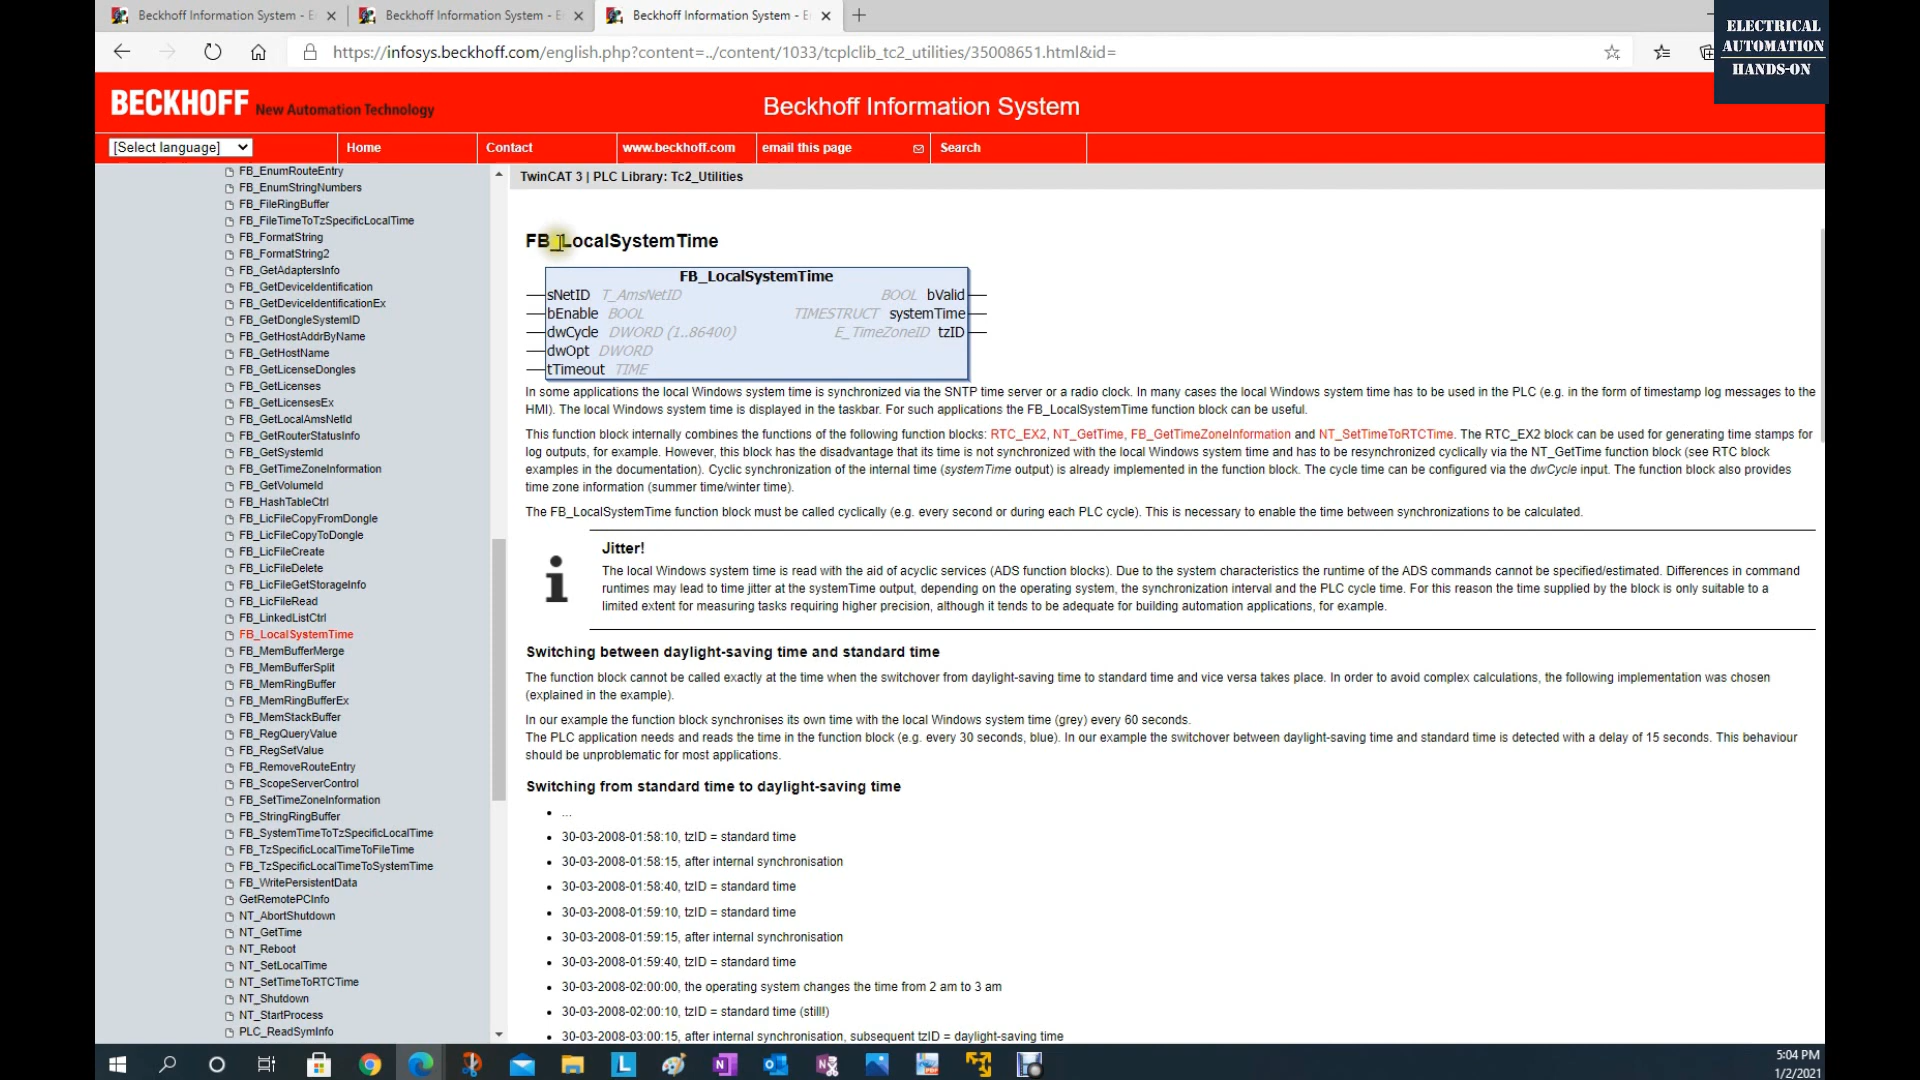 Beckhoff Information System - E
Beckhoff Information System - E
Beckhoff Information System - E
https://infosys.beckhoff.com/english.php?content=../content/1033/tcplclib_tc2_utilities/35008651.html&id=
ELECTRICAL
AUTOMATION
HANDS-ON
BECKHOFF New Automation Technology
Beckhoff Information System
[Select language]
Home
Contact
www.beckhoff.com
email this page
Search
FB_EnumRouteEntry
FB_EnumStringNumbers
FB_FileRingBuffer
FB_FileTimeToTzSpecificLocalTime
FB_FormatString
FB_FormatString2
FB_GetAdaptersInfo
FB_GetDeviceIdentification
FB_GetDeviceIdentificationEx
FB_GetDongleSystemID
FB_GetHostAddrByName
FB_GetHostName
FB_GetLicenseDongles
FB_GetLicenses
FB_GetLicensesEx
FB_GetLocalAmsNetId
FB_GetRouterStatusInfo
FB_GetSystemId
FB_GetTimeZoneInformation
FB_GetVolumeId
FB_HashTableCtrl
FB_LicFileCopyFromDongle
FB_LicFileCopyToDongle
FB_LicFileCreate
FB_LicFileDelete
FB_LicFileGetStorageInfo
FB_LicFileRead
FB_LinkedListCtrl
FB_LocalSystemTime
FB_MemBufferMerge
FB_MemBufferSplit
FB_MemRingBuffer
FB_MemRingBufferEx
FB_MemStackBuffer
FB_RegQueryValue
FB_RegSetValue
FB_RemoveRouteEntry
FB_ScopeServerControl
FB_SetTimeZoneInformation
FB_StringRingBuffer
FB_SystemTimeToTzSpecificLocalTime
FB_TzSpecificLocalTimeToFileTime
FB_TzSpecificLocalTimeToSystemTime
FB_WritePersistentData
GetRemotePCInfo
NT_AbortShutdown
NT_GetTime
NT_Reboot
NT_SetLocalTime
NT_SetTimeToRTCTime
NT_Shutdown
NT_StartProcess
PLC_ReadSymInfo
TwinCAT 3 | PLC Library: Tc2_Utilities
FB_LocalSystemTime
FB_LocalSystemTime
sNetID T_AmsNetID BOOL bValid
bEnable BOOL TIMESTRUCT systemTime
dwCycle DWORD (1..86400) E_TimeZoneID tzID
dwOpt DWORD
tTimeout TIME
In some applications the local Windows system time is synchronized via the SNTP time server or a radio clock. In many cases the local Windows system time has to be used in the PLC (e.g. in the form of timestamp log messages to the
HMI). The local Windows system time is displayed in the taskbar. For such applications the FB_LocalSystemTime function block can be useful.
This function block internally combines the functions of the following function blocks: RTC_EX2, NT_GetTime, FB_GetTimeZoneInformation and NT_SetTimeToRTCTime. The RTC_EX2 block can be used for generating time stamps for
log outputs, for example. However, this block has the disadvantage that its time is not synchronized with the local Windows system time and has to be resynchronized cyclically via the NT_GetTime function block (see RTC block
examples in the documentation). Cyclic synchronization of the internal time (systemTime output) is already implemented in the function block. The cycle time can be configured via the dwCycle input. The function block also provides
time zone information (summer time/winter time).
The FB_LocalSystemTime function block must be called cyclically (e.g. every second or during each PLC cycle). This is necessary to enable the time between synchronizations to be calculated.
Jitter!
The local Windows system time is read with the aid of acyclic services (ADS function blocks). Due to the system characteristics the runtime of the ADS commands cannot be specified/estimated. Differences in command
runtimes may lead to time jitter at the systemTime output, depending on the operating system, the synchronization interval and the PLC cycle time. For this reason the time supplied by the block is only suitable to a
limited extent for measuring tasks requiring higher precision, although it tends to be adequate for building automation applications, for example.
Switching between daylight-saving time and standard time
The function block cannot be called exactly at the time when the switchover from daylight-saving time to standard time and vice versa takes place. In order to avoid complex calculations, the following implementation was chosen
(explained in the example).
In our example the function block synchronises its own time with the local Windows system time (grey) every 60 seconds.
The PLC application needs and reads the time in the function block (e.g. every 30 seconds, blue). In our example the switchover between daylight-saving time and standard time is detected with a delay of 15 seconds. This behaviour
should be unproblematic for most applications.
Switching from standard time to daylight-saving time
• ...
• 30-03-2008-01:58:10, tzID = standard time
• 30-03-2008-01:58:15, after internal synchronisation
• 30-03-2008-01:58:40, tzID = standard time
• 30-03-2008-01:59:10, tzID = standard time
• 30-03-2008-01:59:15, after internal synchronisation
• 30-03-2008-01:59:40, tzID = standard time
• 30-03-2008-02:00:00, the operating system changes the time from 2 am to 3 am
• 30-03-2008-02:00:10, tzID = standard time (still!)
• 30-03-2008-03:00:15, after internal synchronisation, subsequent tzID = daylight-saving time
5:04 PM
1/2/2021